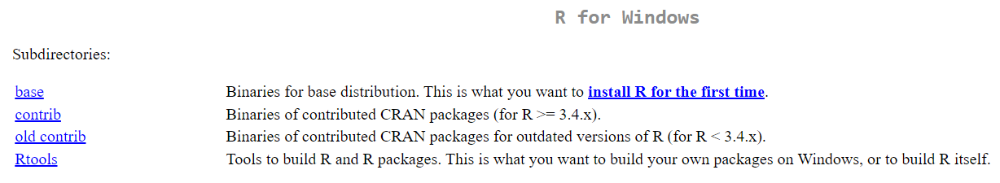 R for Windows
Subdirectories:
base Binaries for base distribution. This is what you want to install R for the first time.
contrib Binaries of contributed CRAN packages (for R >= 3.4.x).
old contrib Binaries of contributed CRAN packages for outdated versions of R (for R < 3.4.x).
Rtools Tools to build R and R packages. This is what you want to build your own packages on Windows, or to build R itself.